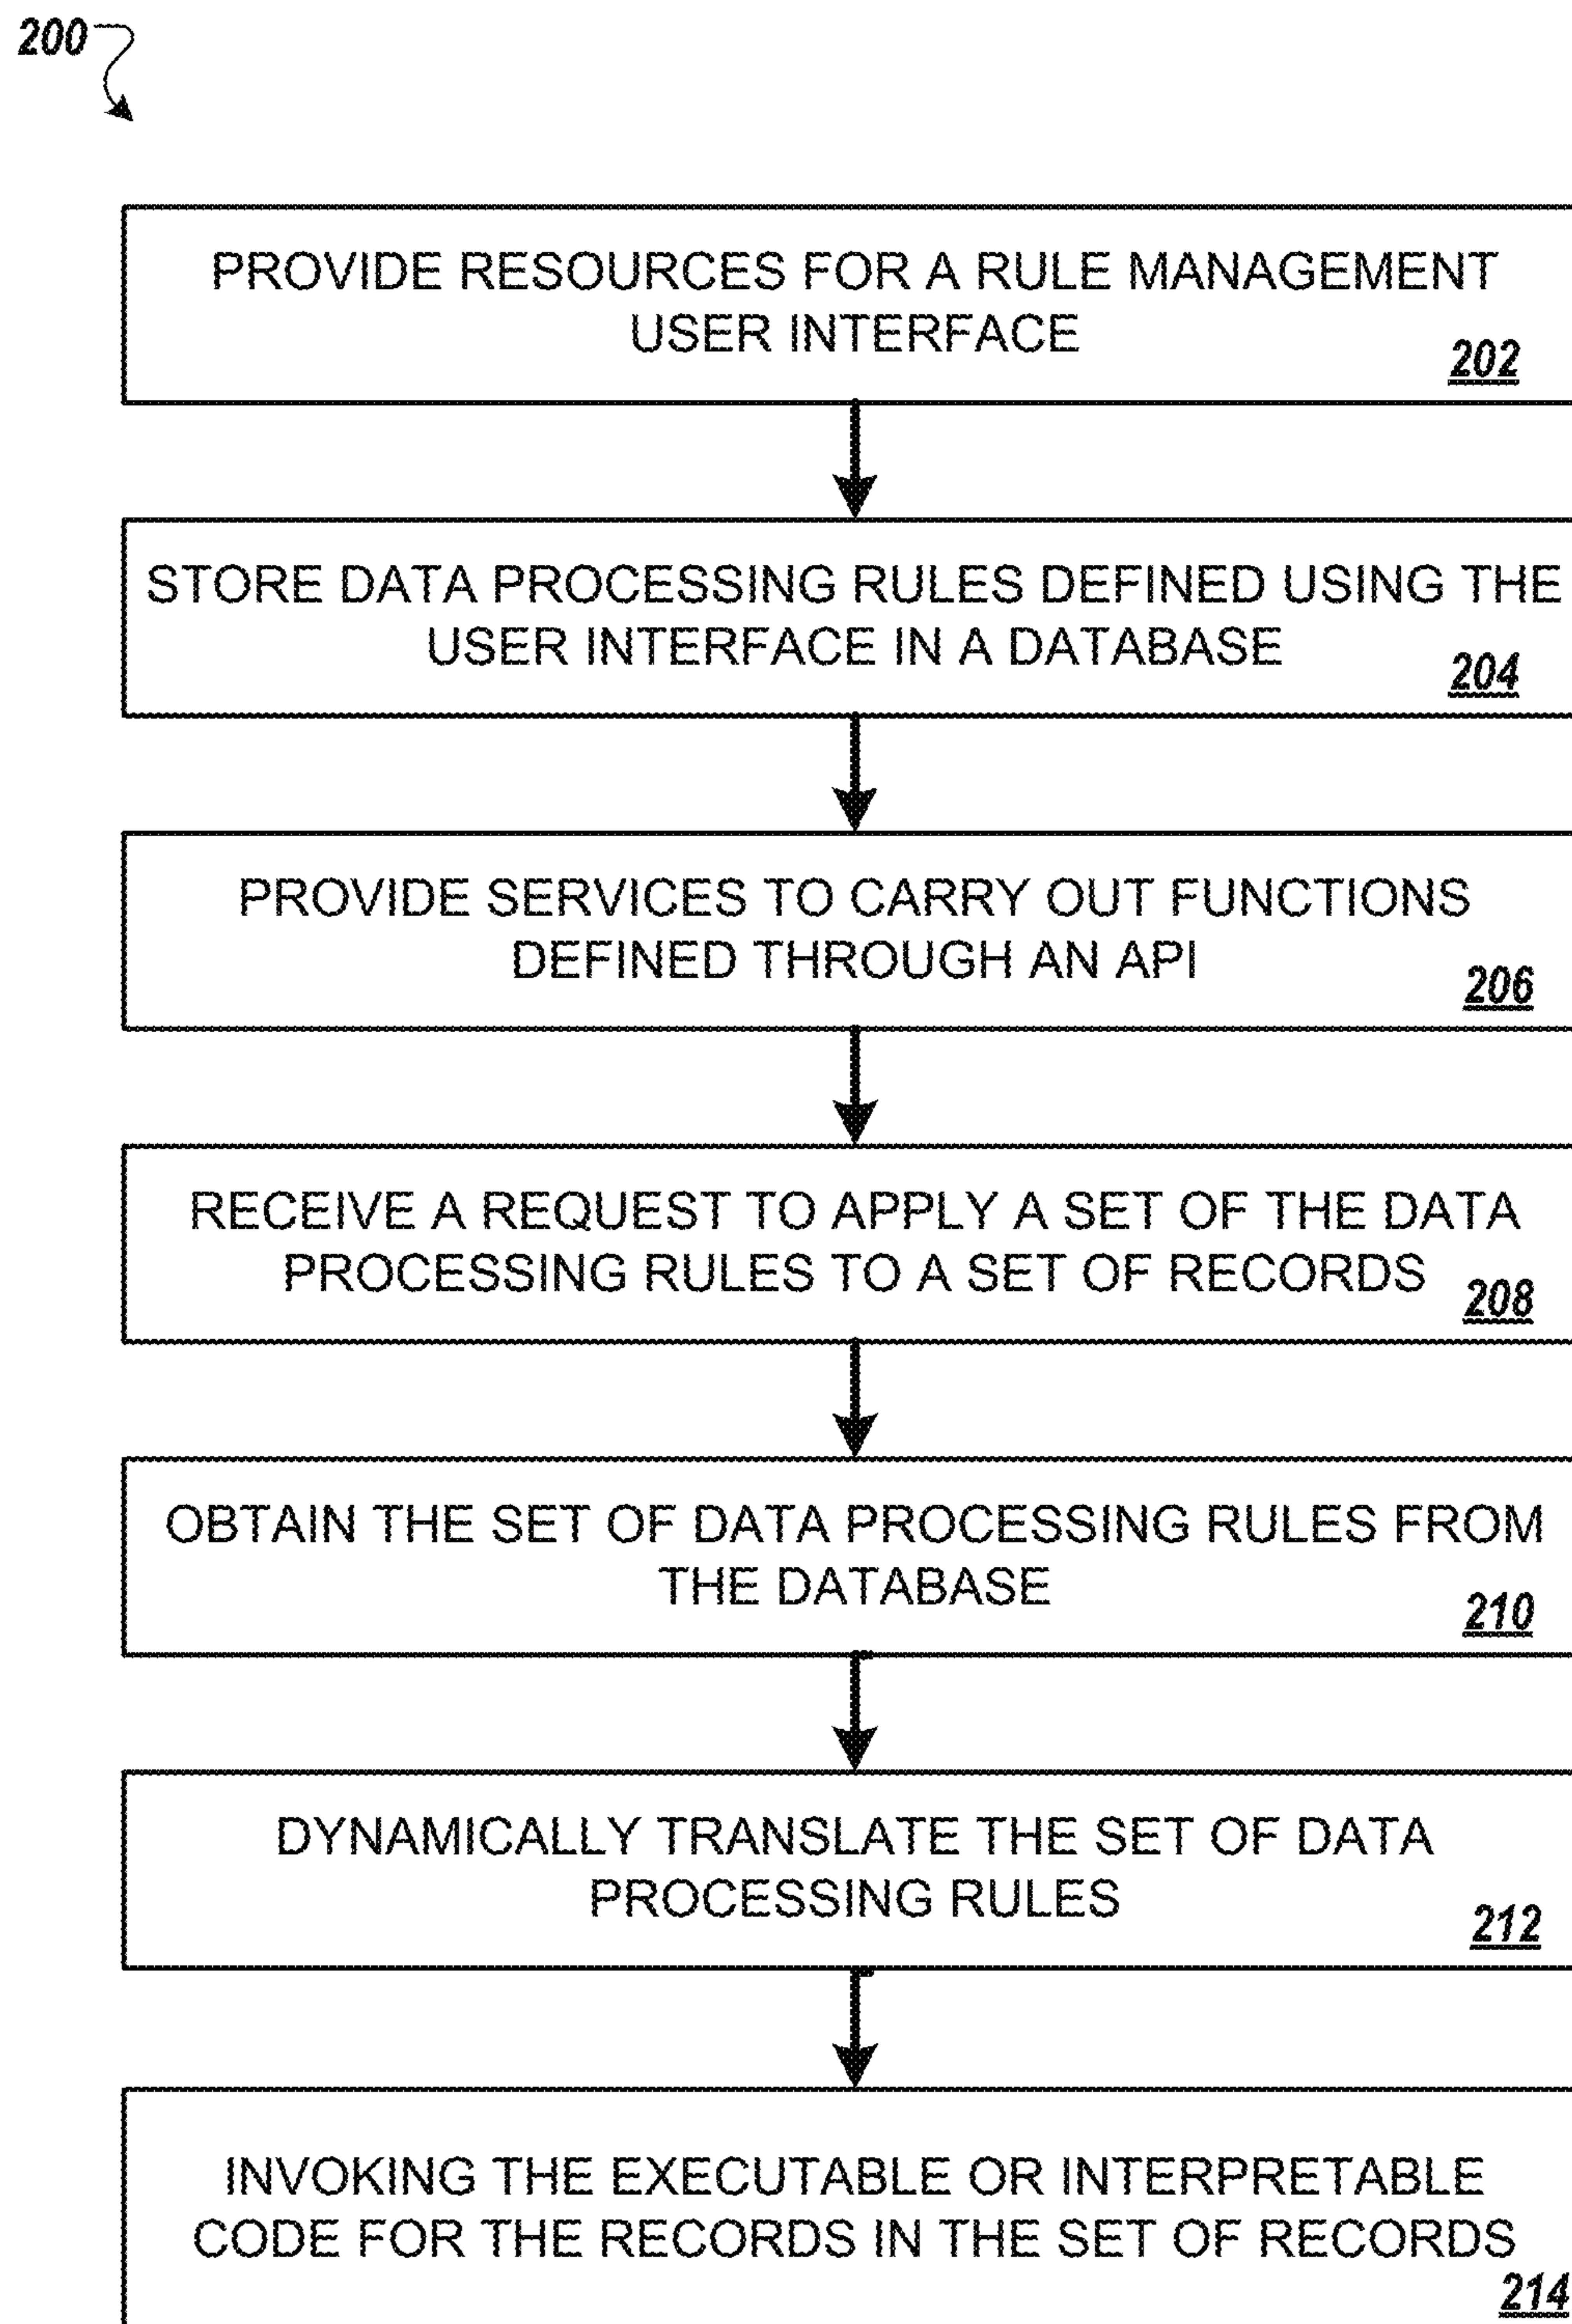 200
PROVIDE RESOURCES FOR A RULE MANAGEMENT
USER INTERFACE
202
STORE DATA PROCESSING RULES DEFINED USING THE
USER INTERFACE IN A DATABASE
204
PROVIDE SERVICES TO CARRY OUT FUNCTIONS
DEFINED THROUGH AN API
206
RECEIVE A REQUEST TO APPLY A SET OF THE DATA
PROCESSING RULES TO A SET OF RECORDS
208
OBTAIN THE SET OF DATA PROCESSING RULES FROM
THE DATABASE
210
DYNAMICALLY TRANSLATE THE SET OF DATA
PROCESSING RULES
212
INVOKING THE EXECUTABLE OR INTERPRETABLE
CODE FOR THE RECORDS IN THE SET OF RECORDS
214